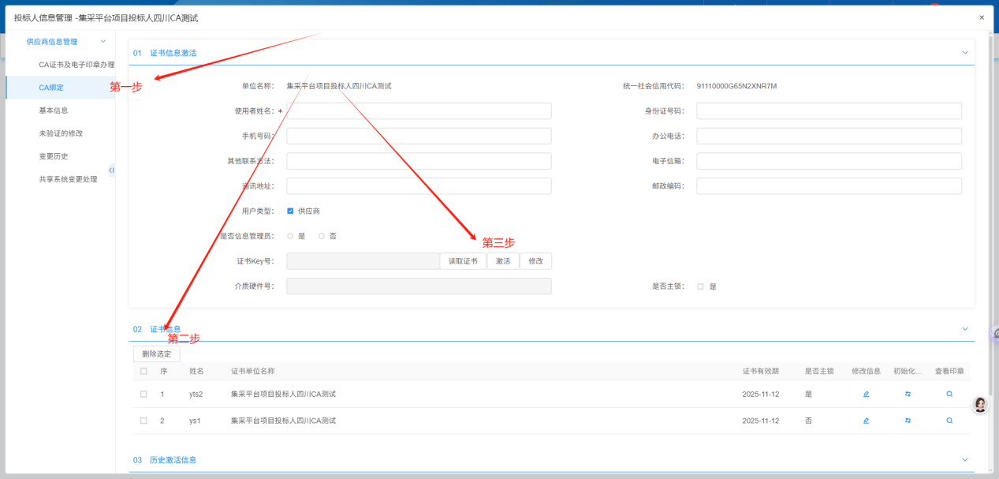 投标人信息管理 -集采平台项目投标人四川CA测试
供应商信息管理
CA证书及电子印章办理
CA绑定
基本信息
未验证的修改
变更历史
共享系统变更处理
第一步
01 证书信息激活
单位名称: 集采平台项目投标人四川CA测试 统一社会信用代码: 91110000G65N2XNR7M
使用者姓名: * 身份证号码:
手机号码: 办公电话:
其他联系方法: 电子信箱:
通讯地址: 邮政编码:
用户类型: 供应商
是否信息管理员: 是 否
第三步
证书Key号: 读取证书 激活 修改
介质硬件号: 是否主锁: 是
02 证书信息
第二步
删除选定
序 姓名 证书单位名称 证书有效期 是否主锁 修改信息 初始化... 查看印章
1 yts2 集采平台项目投标人四川CA测试 2025-11-12 是
2 ys1 集采平台项目投标人四川CA测试 2025-11-12 否
03 历史激活信息